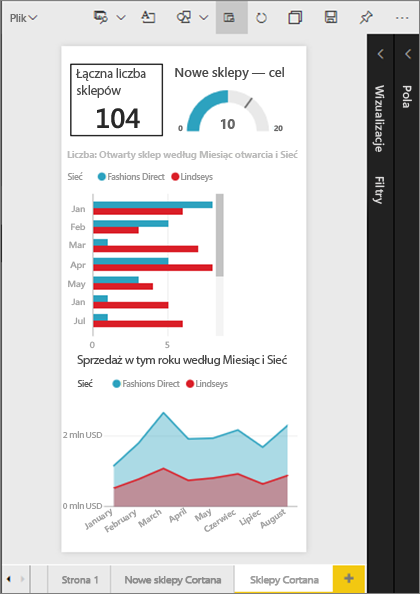 Plik
Wizualizacje
Filtry
Pola
Łączna liczba
sklepów
104
Nowe sklepy — cel
0
10
20
Liczba: Otwarty sklep według Miesiąc otwarcia i Sieć
Sieć Fashions Direct Lindseys
Jan
Feb
Mar
Apr
May
Jan
Jul
0 5
Sprzedaż w tym roku według Miesiąc i Sieć
Sieć Fashions Direct Lindseys
2 mln USD
0 mln USD
January February March April May Czerwiec Lipiec August
Strona 1 Nowe sklepy Cortana Sklepy Cortana +